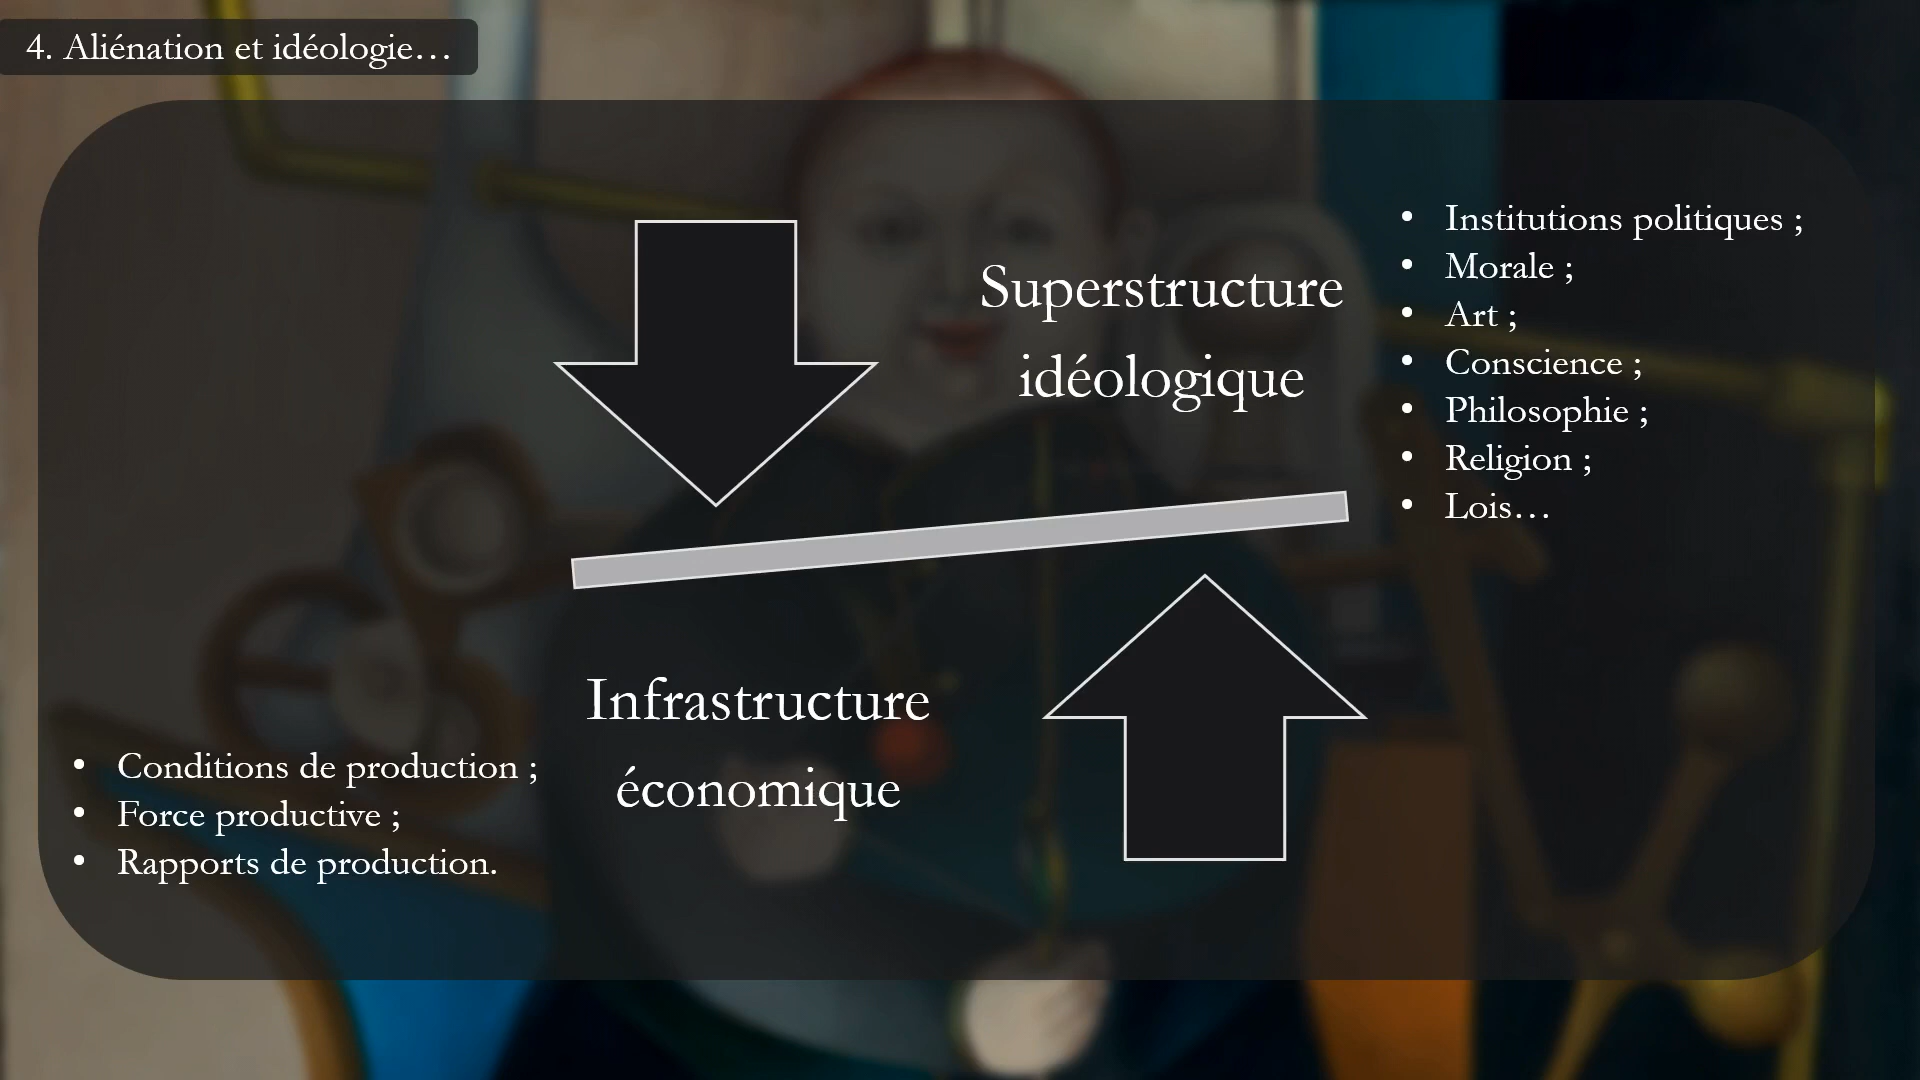 4. Aliénation et idéologie…
Superstructure
idéologique
• Institutions politiques ;
• Morale ;
• Art ;
• Conscience ;
• Philosophie ;
• Religion ;
• Lois…
Infrastructure
économique
• Conditions de production ;
• Force productive ;
• Rapports de production.